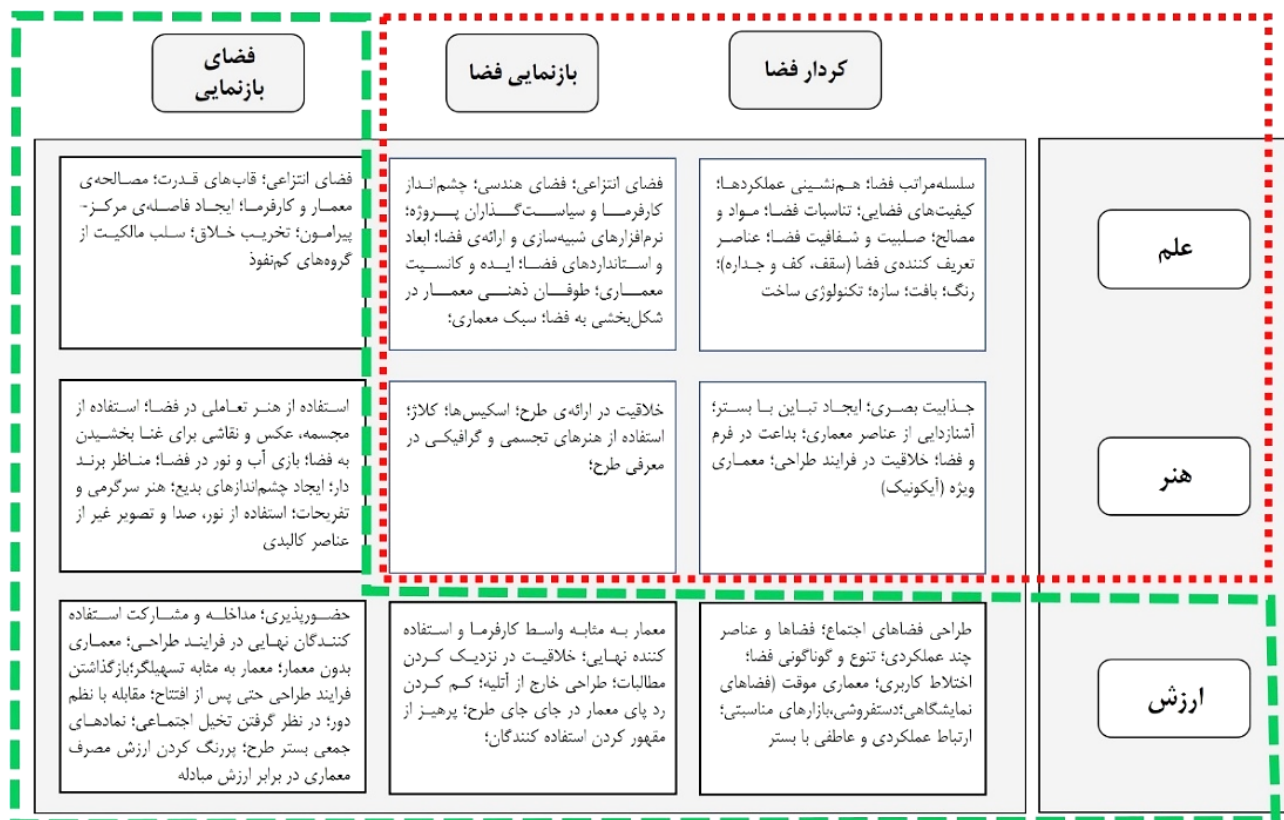 کردار فضا
بازنمایی فضا
فضای
بازنمایی
علم
سلسله‌مراتب فضا؛ هم‌نشینی عملکردها؛
کیفیت‌های فضایی؛ تناسبات فضا؛ مواد و
مصالح؛ صلبیت و شفافیت فضا؛ عناصر
تعریف کننده‌ی فضا (سقف، کف و جداره)؛
رنگ؛ بافت؛ سازه؛ تکنولوژی ساخت
فضای انتزاعی؛ فضای هندسی؛ چشم‌انداز
کارفرما و سیاست‌گذاران پروژه؛
نرم‌افزارهای شبیه‌سازی و ارائه‌ی فضا؛ ابعاد
و استانداردهای فضا؛ ایده و کانسپت
معماری؛ طوفان ذهنی معمار در
شکل‌بخشی به فضا؛ سبک معماری؛
فضای انتزاعی؛ قاب‌های قدرت؛ مصالحه‌ی
معمار و کارفرما؛ ایجاد فاصله‌ی مرکز-
پیرامون؛ تخریب خلاق؛ سلب مالکیت از
گروه‌های کم‌نفوذ
هنر
جذابیت بصری؛ ایجاد تباین با بستر؛
آشنازدایی از عناصر معماری؛ بداعت در فرم
و فضا؛ خلاقیت در فرایند طراحی؛ معماری
ویژه (آیکونیک)
خلاقیت در ارائه‌ی طرح؛ اسکیس‌ها؛ کلاژ؛
استفاده از هنرهای تجسمی و گرافیکی در
معرفی طرح؛
استفاده از هنر تعاملی در فضا؛ استفاده از
مجسمه، عکس و نقاشی برای غنا بخشیدن
به فضا؛ بازی آب و نور در فضا؛ مناظر برند
دار؛ ایجاد چشم‌اندازهای بدیع؛ هنر سرگرمی و
تفریحات؛ استفاده از نور، صدا و تصویر غیر از
عناصر کالبدی
ارزش
طراحی فضاهای اجتماع؛ فضاها و عناصر
چند عملکردی؛ تنوع و گوناگونی فضا؛
اختلاط کاربری؛ معماری موقت (فضاهای
نمایشگاهی؛دستفروشی،بازارهای مناسبتی؛
ارتباط عملکردی و عاطفی با بستر
معمار به مثابه واسط کارفرما و استفاده
کننده نهایی؛ خلاقیت در نزدیک کردن
مطالبات؛ طراحی خارج از آتلیه؛ کم کردن
رد پای معمار در جای جای طرح؛ پرهیز از
مقهور کردن استفاده کنندگان؛
حضورپذیری؛ مداخله و مشارکت استفاده
کنندگان نهایی در فرایند طراحی؛ معماری
بدون معمار؛ معمار به مثابه تسهیلگر؛بازگذاشتن
فرایند طراحی حتی پس از افتتاح؛ مقابله با نظم
دور؛ در نظر گرفتن تخیل اجتماعی؛ نمادهای
جمعی بستر طرح؛ پررنگ کردن ارزش مصرف
معماری در برابر ارزش مبادله